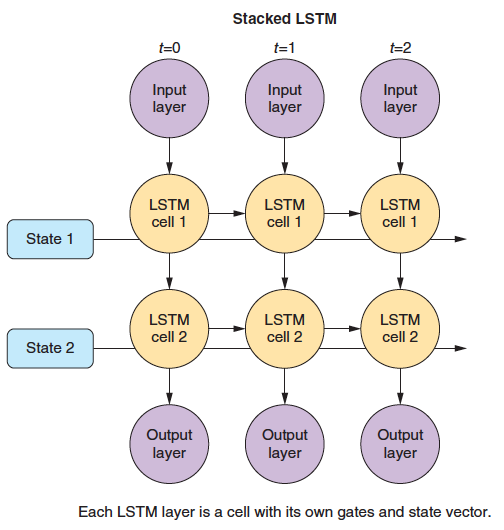 Stacked LSTM
t=0 t=1 t=2
Input
layer
Input
layer
Input
layer
LSTM
cell 1
LSTM
cell 1
LSTM
cell 1
State 1
LSTM
cell 2
LSTM
cell 2
LSTM
cell 2
State 2
Output
layer
Output
layer
Output
layer
Each LSTM layer is a cell with its own gates and state vector.